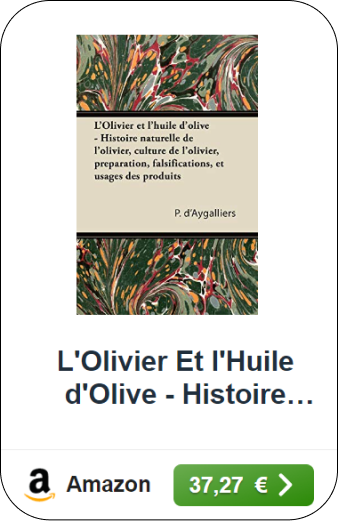 L'Olivier et l'huile d'olive
- Histoire naturelle de
l'olivier, culture de l'olivier,
preparation, falsifications, et
usages des produits
P. d'Aygalliers
L'Olivier Et l'Huile
d'Olive - Histoire…
a
Amazon
37,27 €